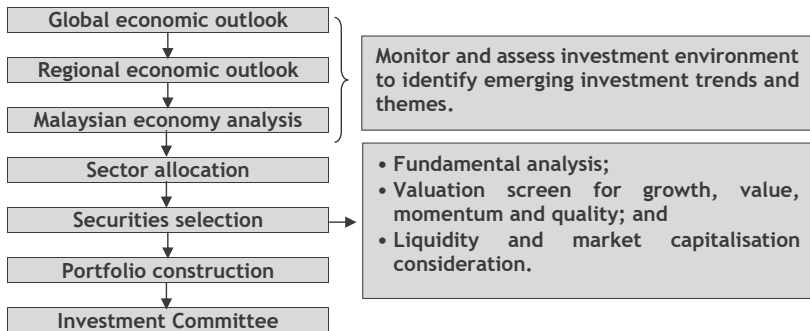 Global economic outlook
Regional economic outlook
Malaysian economy analysis
Monitor and assess investment environment
to identify emerging investment trends and
themes.
Sector allocation
Securities selection
• Fundamental analysis;
• Valuation screen for growth, value,
momentum and quality; and
• Liquidity and market capitalisation
consideration.
Portfolio construction
Investment Committee